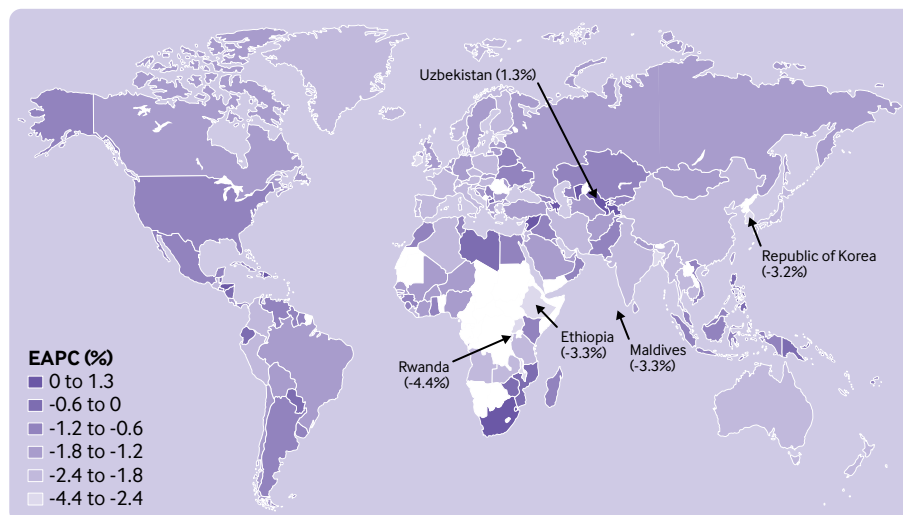 Uzbekistan (1.3%)
Republic of Korea
(-3.2%)
Ethiopia
(-3.3%)
Maldives
(-3.3%)
Rwanda
(-4.4%)
EAPC (%)
0 to 1.3
-0.6 to 0
-1.2 to -0.6
-1.8 to -1.2
-2.4 to -1.8
-4.4 to -2.4